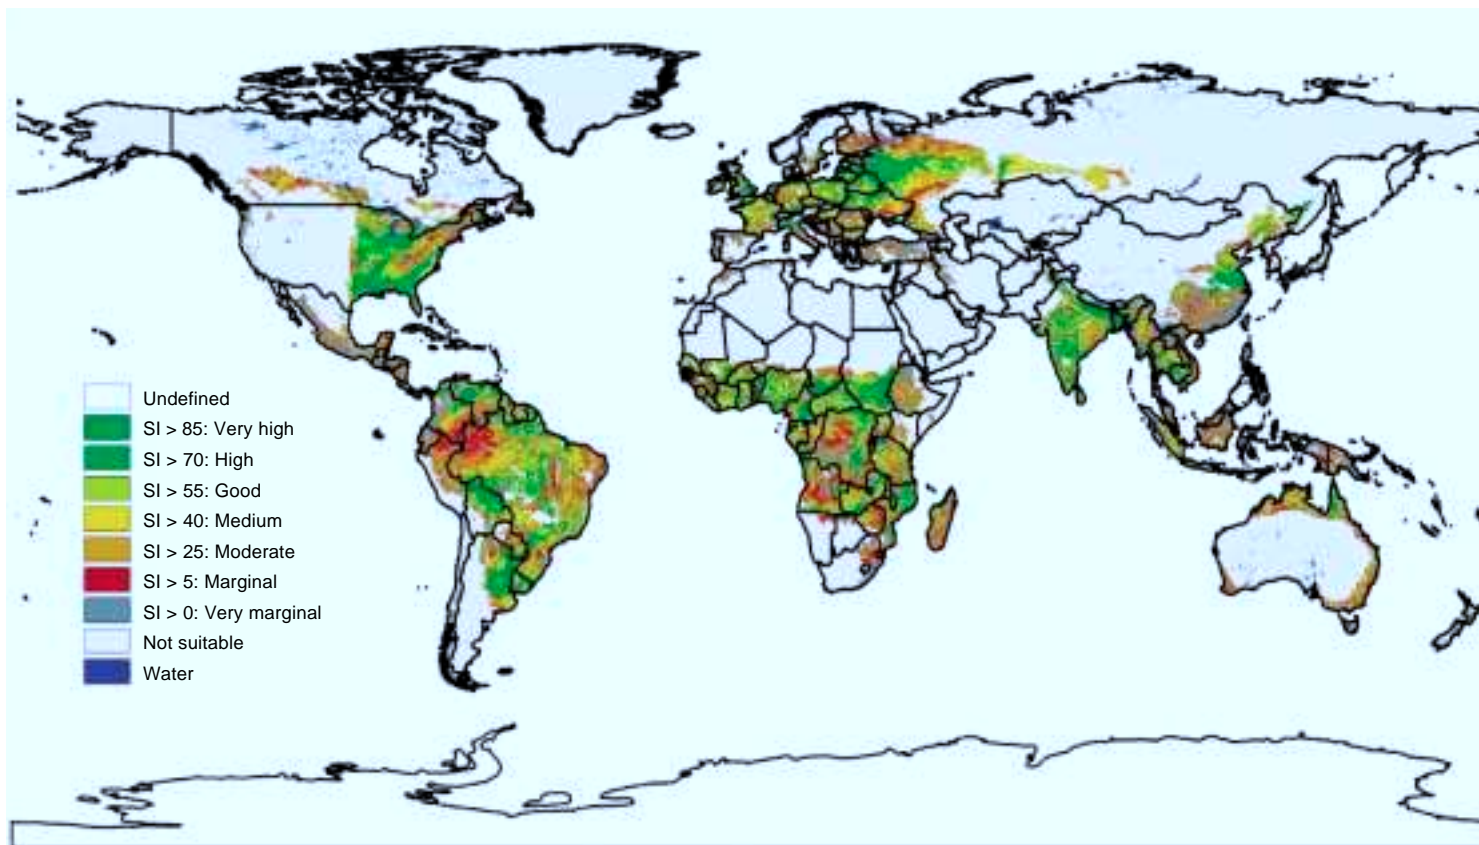 Undefined
SI > 85: Very high
SI > 70: High
SI > 55: Good
SI > 40: Medium
SI > 25: Moderate
SI > 5: Marginal
SI > 0: Very marginal
Not suitable
Water